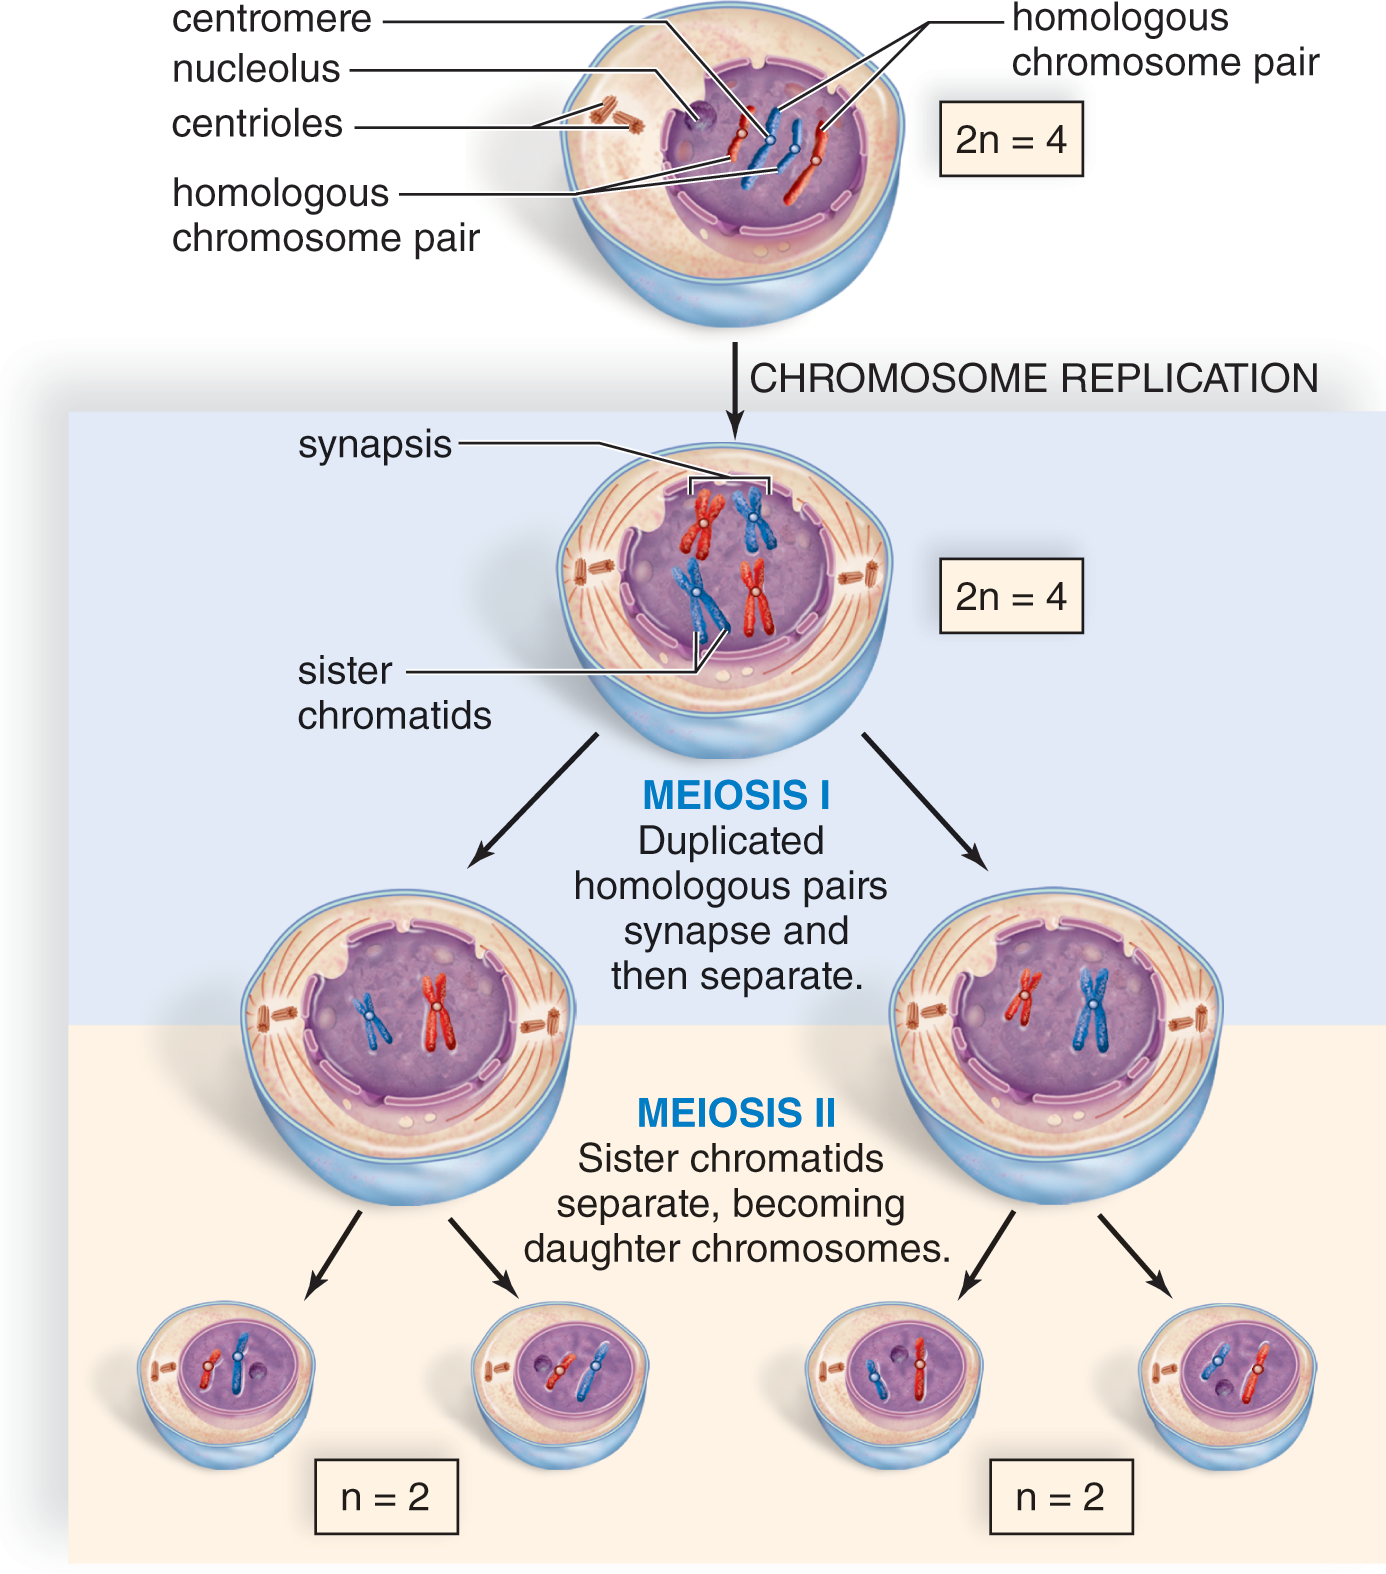 centromere
nucleolus
centrioles
homologous
chromosome pair
homologous
chromosome pair
2n = 4
CHROMOSOME REPLICATION
synapsis
2n = 4
sister
chromatids
MEIOSIS I
Duplicated
homologous pairs
synapse and
then separate.
MEIOSIS II
Sister chromatids
separate, becoming
daughter chromosomes.
n = 2
n = 2